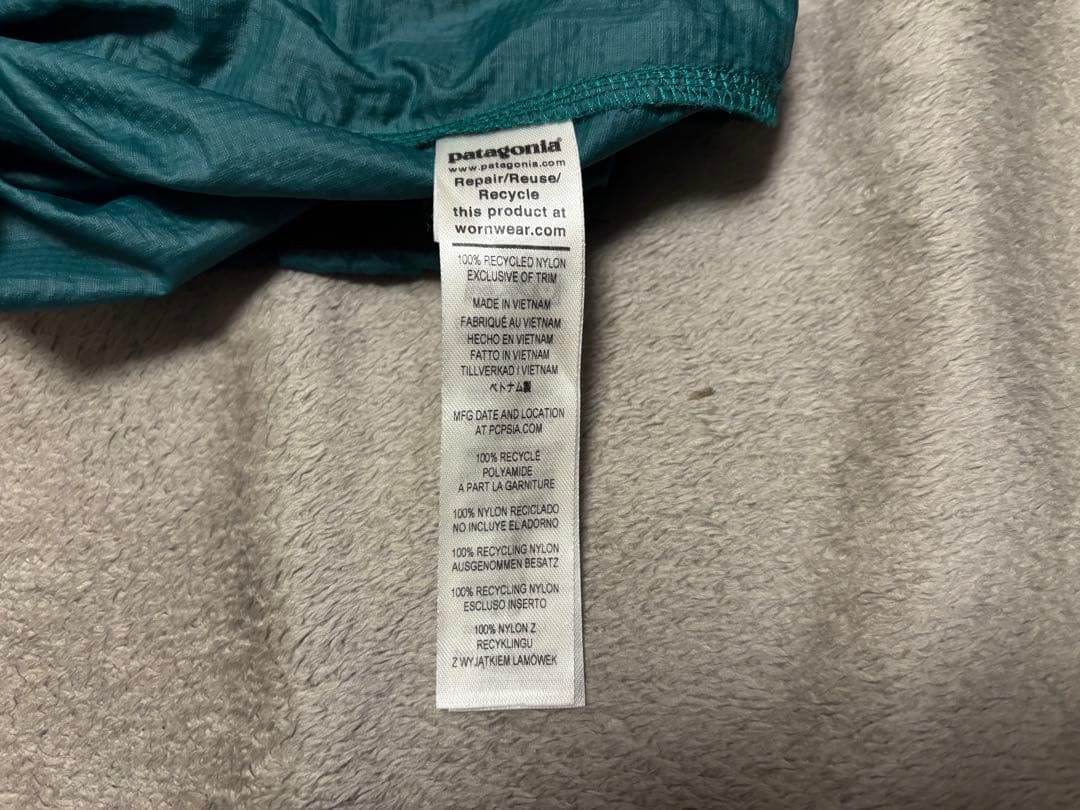 patagonia®
www.patagonia.com
Repair/Reuse/
Recycle
this product at
wornwear.com
100% RECYCLED NYLON
EXCLUSIVE OF TRIM
MADE IN VIETNAM
FABRIQUÉ AU VIETNAM
HECHO EN VIETNAM
FATTO IN VIETNAM
TILLVERKAD I VIETNAM
ベトナム製
MFG DATE AND LOCATION
AT PCPSIA.COM
100% RECYCLÉ
POLYAMIDE
A PART LA GARNITURE
100% NYLON RECICLADO
NO INCLUYE EL ADORNO
100% RECYCLING NYLON
AUSGENOMMEN BESATZ
100% RECYCLING NYLON
ESCLUSO INSERTO
100% NYLON Z
RECYKLINGU
Z WYJĄTKIEM LAMÓWEK